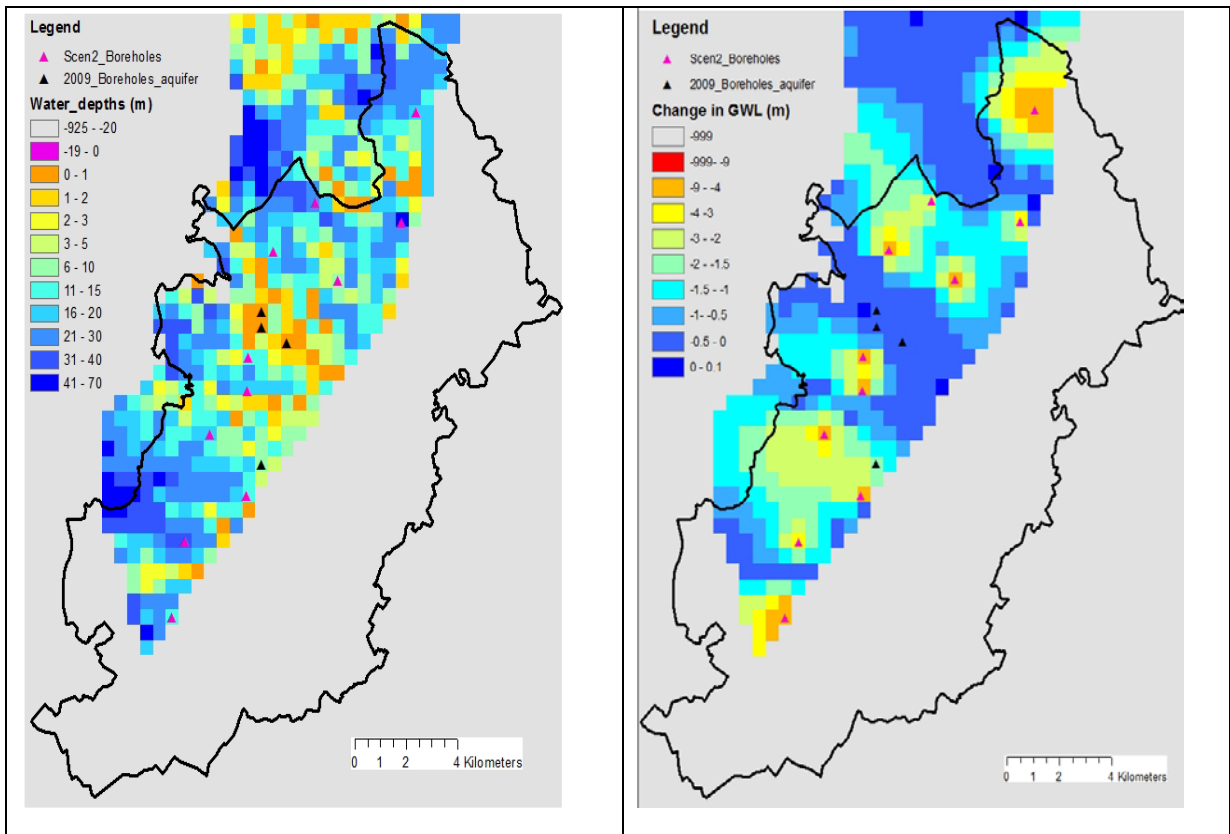 Legend
Scen2_Boreholes
2009_Boreholes_aquifer
Water_depths (m)
-925 - -20
-19 - 0
0 - 1
1 - 2
2 - 3
3 - 5
6 - 10
11 - 15
16 - 20
21 - 30
31 - 40
41 - 70
0 1 2 4 Kilometers
Legend
Scen2_Boreholes
2009_Boreholes_aquifer
Change in GWL (m)
-999
-999- -9
-9 - -4
-4 -3
-3 - -2
-2 - -1.5
-1.5 - -1
-1- -0.5
-0.5 - 0
0 - 0.1
0 1 2 4 Kilometers